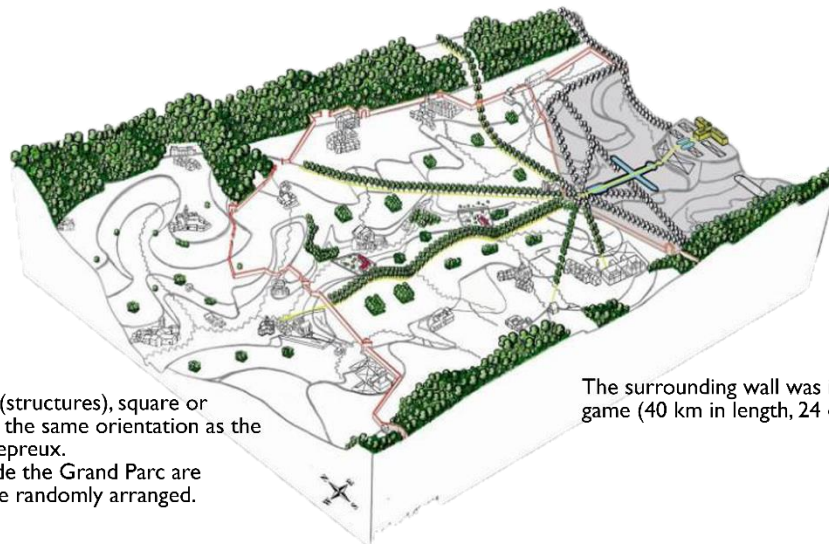 (structures), square or
the same orientation as the
epreux.
de the Grand Parc are
e randomly arranged.
The surrounding wall was
game (40 km in length, 24